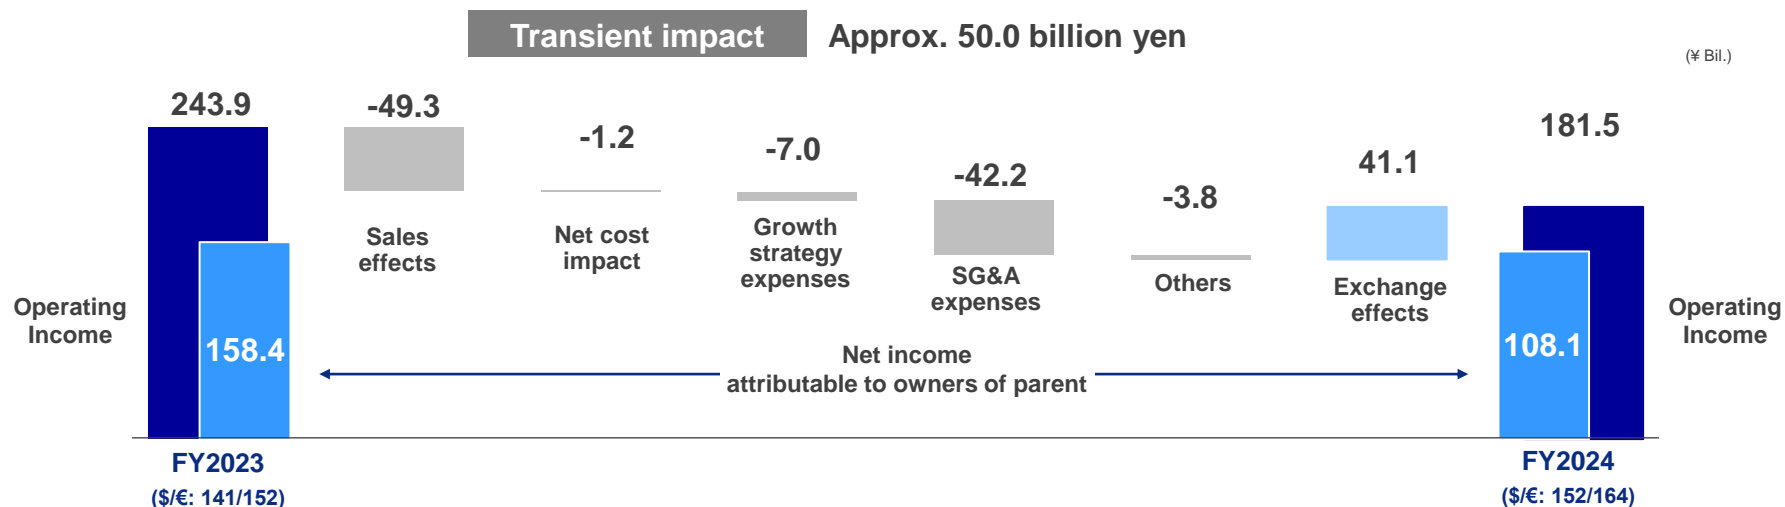 Transient impact
Approx. 50.0 billion yen
(¥ Bil.)
243.9
-49.3
-1.2
-7.0
-42.2
-3.8
41.1
181.5
Sales
effects
Net cost
impact
Growth
strategy
expenses
SG&A
expenses
Others
Exchange
effects
Operating
Income
158.4
Net income
attributable to owners of parent
108.1
Operating
Income
FY2023
($/€: 141/152)
FY2024
($/€: 152/164)